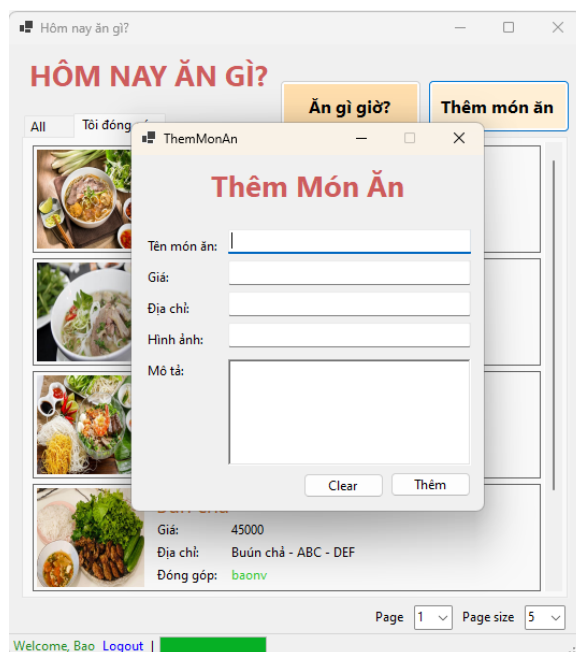 Hôm nay ăn gì?
HÔM NAY ĂN GÌ?
Ăn gì giờ?
Thêm món ăn
All
Tôi đóng
ThemMonAn
Thêm Món Ăn
Tên món ăn:
Giá:
Địa chỉ:
Hình ảnh:
Mô tả:
Clear
Thêm
Giá: 45000
Địa chỉ: Buún chả - ABC - DEF
Đóng góp: baonv
Page 1 Page size 5
Welcome, Bao Logout |